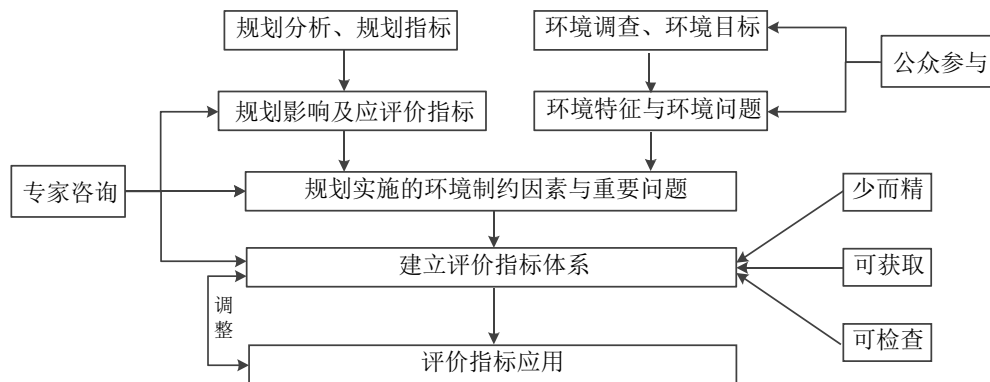 规划分析、规划指标
环境调查、环境目标
公众参与
规划影响及应评价指标
环境特征与环境问题
专家咨询
规划实施的环境制约因素与重要问题
少而精
建立评价指标体系
可获取
调整
可检查
评价指标应用